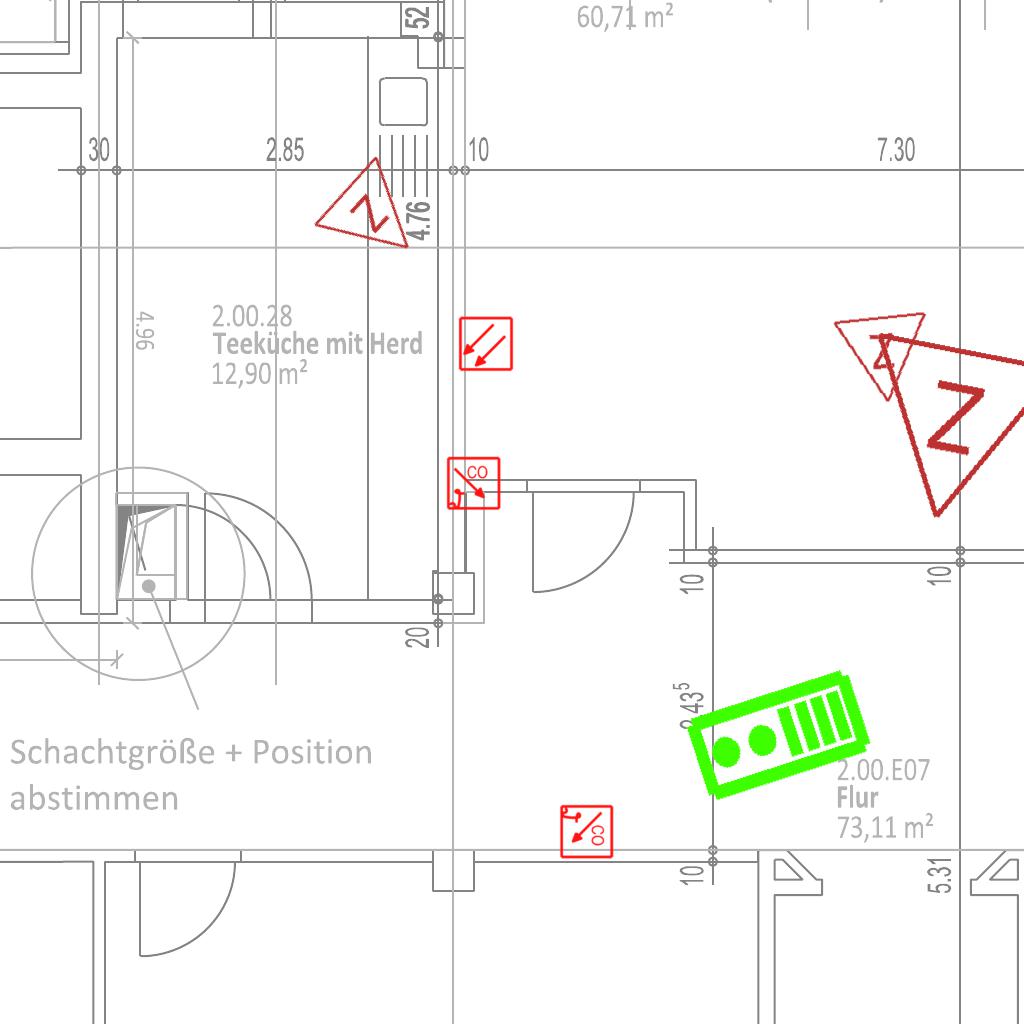 52
60,71 m²
30
2.85
10
7.30
4.76
Z
4.96
2.00.28
Teeküche mit Herd
12,90 m²
Z
Z
CO
10
10
20
Schachtgröße + Position
abstimmen
2.00.E07
Flur
73,11 m²
CO
10
5.31